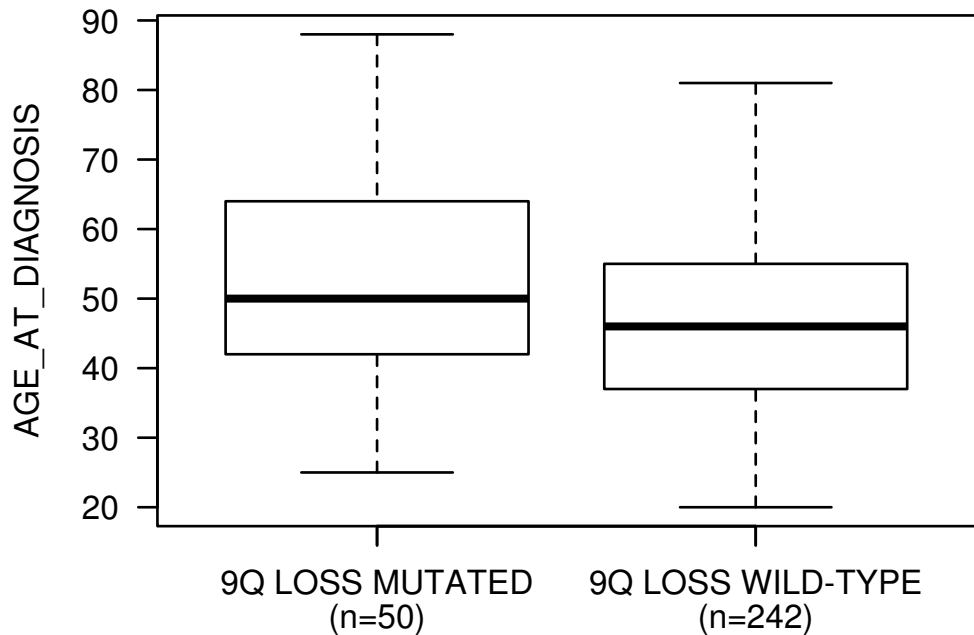 AGE_AT_DIAGNOSIS
90
80
70
60
50
40
30
20
9Q LOSS MUTATED
(n=50)
9Q LOSS WILD-TYPE
(n=242)